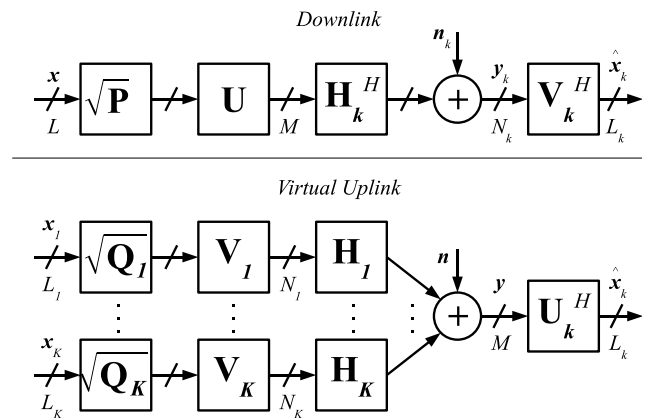 Downlink
n_k
x √P U H_k^H + y_k V_k^H x̂_k
L M N_k L_k
Virtual Uplink
x_1 √Q_1 V_1 H_1
L_1 N_1
n y x̂_k
+ U_k^H
M L_k
x_K √Q_K V_K H_K
L_K N_K